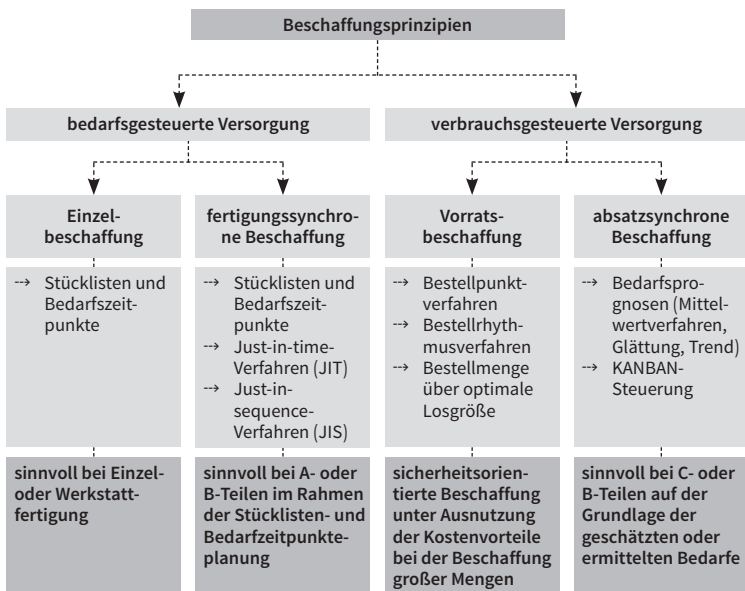 Beschaffungsprinzipien
bedarfsgesteuerte Versorgung
verbrauchsgesteuerte Versorgung
Einzel-
beschaffung
fertigungssynchro-
ne Beschaffung
Vorrats-
beschaffung
absatzsynchrone
Beschaffung
⇢ Stücklisten und
Bedarfszeit-
punkte
⇢ Stücklisten und
Bedarfszeit-
punkte
⇢ Just-in-time-
Verfahren (JIT)
⇢ Just-in-
sequence-
Verfahren (JIS)
⇢ Bestellpunkt-
verfahren
⇢ Bestellrhyth-
musverfahren
⇢ Bestellmenge
über optimale
Losgröße
⇢ Bedarfspro-
gnosen (Mittel-
wertverfahren,
Glättung, Trend)
⇢ KANBAN-
Steuerung
sinnvoll bei Einzel-
oder Werkstatt-
fertigung
sinnvoll bei A- oder
B-Teilen im Rahmen
der Stücklisten- und
Bedarfzeitpunkte-
planung
sicherheitsorien-
tierte Beschaffung
unter Ausnutzung
der Kostenvorteile
bei der Beschaffung
großer Mengen
sinnvoll bei C- oder
B-Teilen auf der
Grundlage der
geschätzten oder
ermittelten Bedarfe